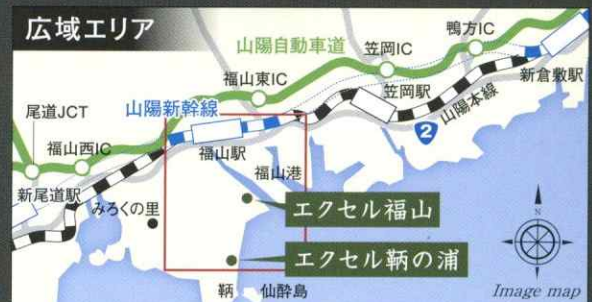 広域エリア
鴨方IC
山陽自動車道
笠岡IC
新倉敷駅
福山東IC
笠岡駅
山陽本線
尾道JCT
山陽新幹線
2
福山西IC
福山駅
福山港
新尾道駅
みろくの里
エクセル福山
エクセル鞆の浦
N
鞆
仙酔島
Image map